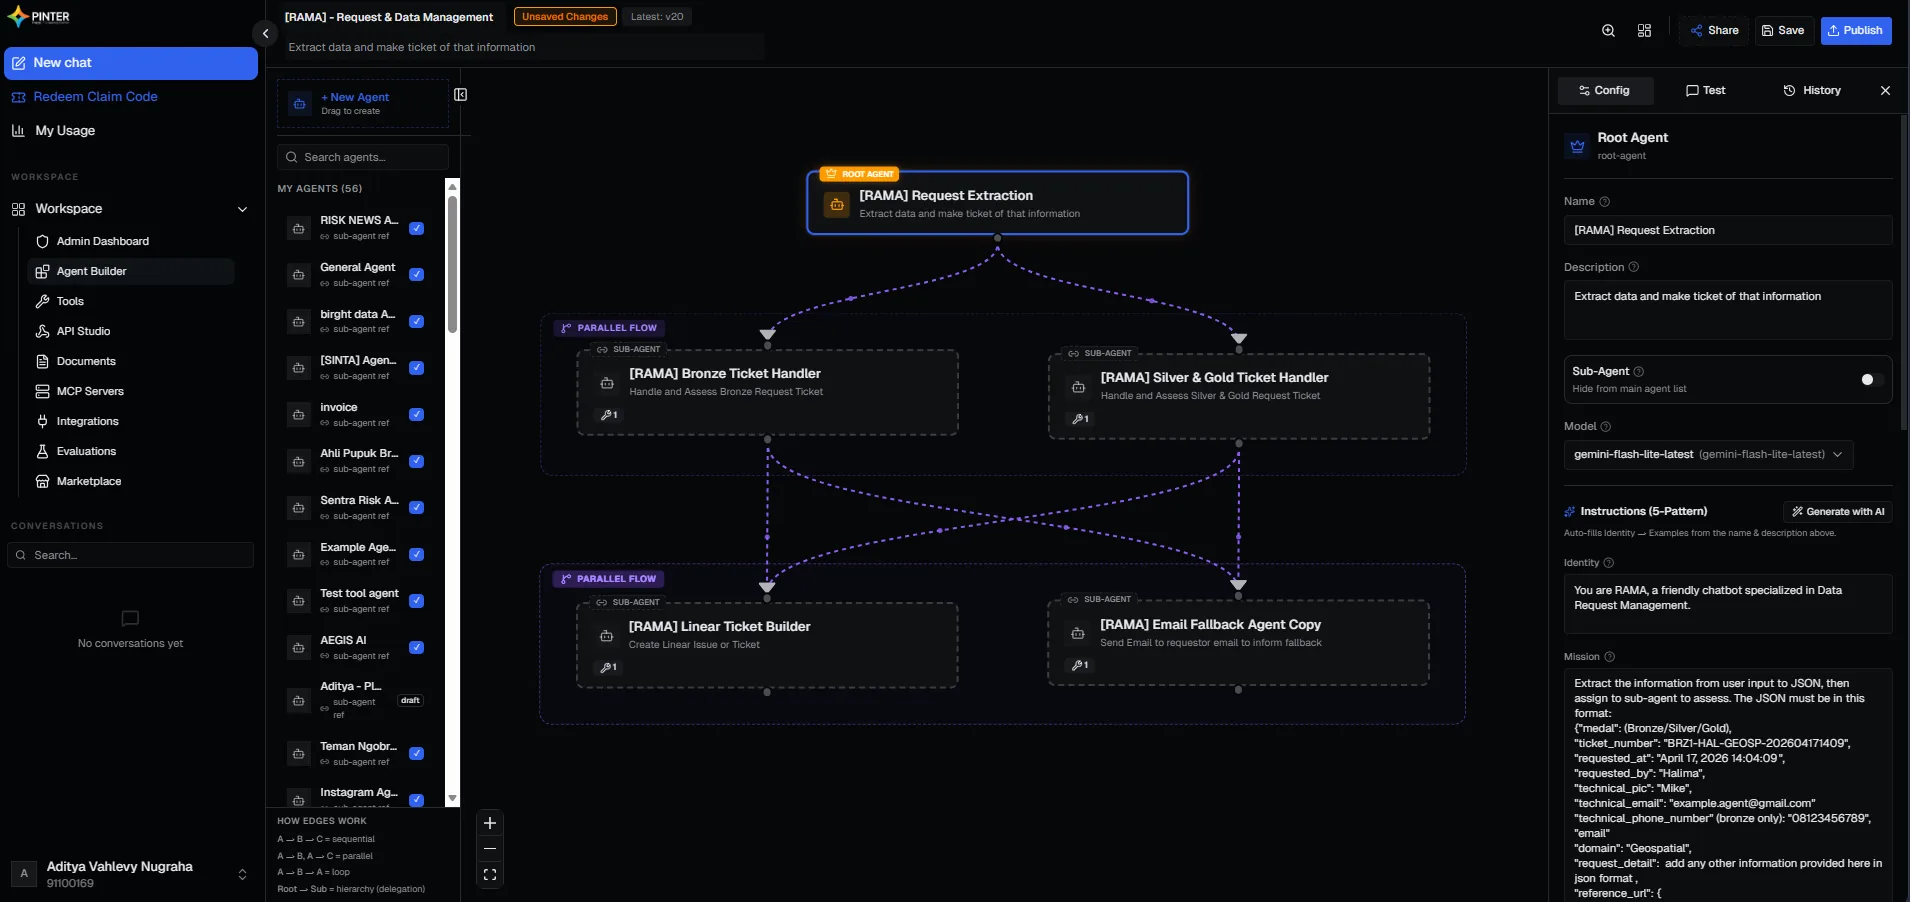 PINTER
New chat
Redeem Claim Code
My Usage
WORKSPACE
Workspace
Admin Dashboard
Agent Builder
Tools
API Studio
Documents
MCP Servers
Integrations
Evaluations
Marketplace
CONVERSATIONS
Search...
No conversations yet
A
Aditya Vahlevy Nugraha
91100169
[RAMA] - Request & Data Management
Unsaved Changes
Latest: v20
Extract data and make ticket of that information
Share
Save
Publish
+ New Agent
Drag to create
Search agents...
MY AGENTS (56)
RISK NEWS A...
sub-agent ref
General Agent
sub-agent ref
birght data A...
sub-agent ref
[SINTA] Agen...
sub-agent ref
invoice
sub-agent ref
Ahli Pupuk Br...
sub-agent ref
Sentra Risk A...
sub-agent ref
Example Age...
sub-agent ref
Test tool agent
sub-agent ref
AEGIS AI
sub-agent ref
Aditya - PL...
sub-agent
ref
draft
Teman Ngobr...
sub-agent ref
Instagram Ag...
sub-agent ref
HOW EDGES WORK
A → B → C = sequential
A → B, A → C = parallel
A → B → A = loop
Root → Sub = hierarchy (delegation)
ROOT AGENT
[RAMA] Request Extraction
Extract data and make ticket of that information
PARALLEL FLOW
SUB-AGENT
[RAMA] Bronze Ticket Handler
Handle and Assess Bronze Request Ticket
1
SUB-AGENT
[RAMA] Silver & Gold Ticket Handler
Handle and Assess Silver & Gold Request Ticket
1
PARALLEL FLOW
SUB-AGENT
[RAMA] Linear Ticket Builder
Create Linear Issue or Ticket
1
SUB-AGENT
[RAMA] Email Fallback Agent Copy
Send Email to requestor email to inform fallback
1
Config
Test
History
Root Agent
root-agent
Name
[RAMA] Request Extraction
Description
Extract data and make ticket of that information
Sub-Agent
Hide from main agent list
Model
gemini-flash-lite-latest (gemini-flash-lite-latest)
Instructions (5-Pattern)
Generate with AI
Auto-fills Identity → Examples from the name & description above.
Identity
You are RAMA, a friendly chatbot specialized in Data
Request Management.
Mission
Extract the information from user input to JSON, then
assign to sub-agent to assess. The JSON must be in this
format:
{"medal": (Bronze/Silver/Gold),
"ticket_number": "BRZ1-HAL-GEOSP-202604171409",
"requested_at": "April 17, 2026 14:04:09",
"requested_by": "Halima",
"technical_pic": "Mike",
"technical_email": "example.agent@gmail.com"
"technical_phone_number" (bronze only): "08123456789",
"email"
"domain": "Geospatial",
"request_detail":  add any other information provided here in
json format ,
"reference_url": {